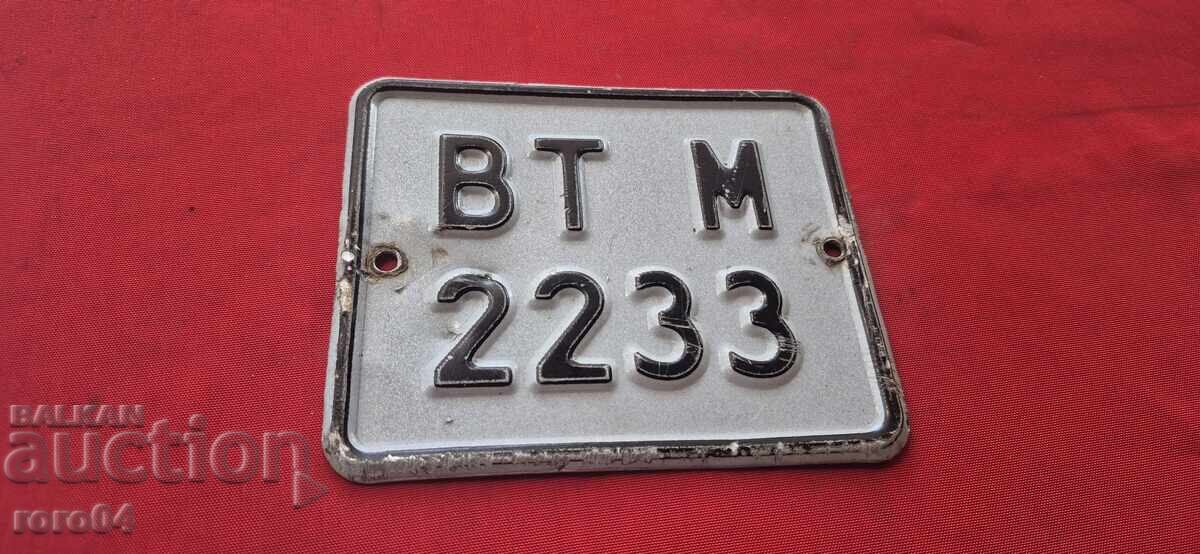 BT M
2233
BALKAN
auction
roro04